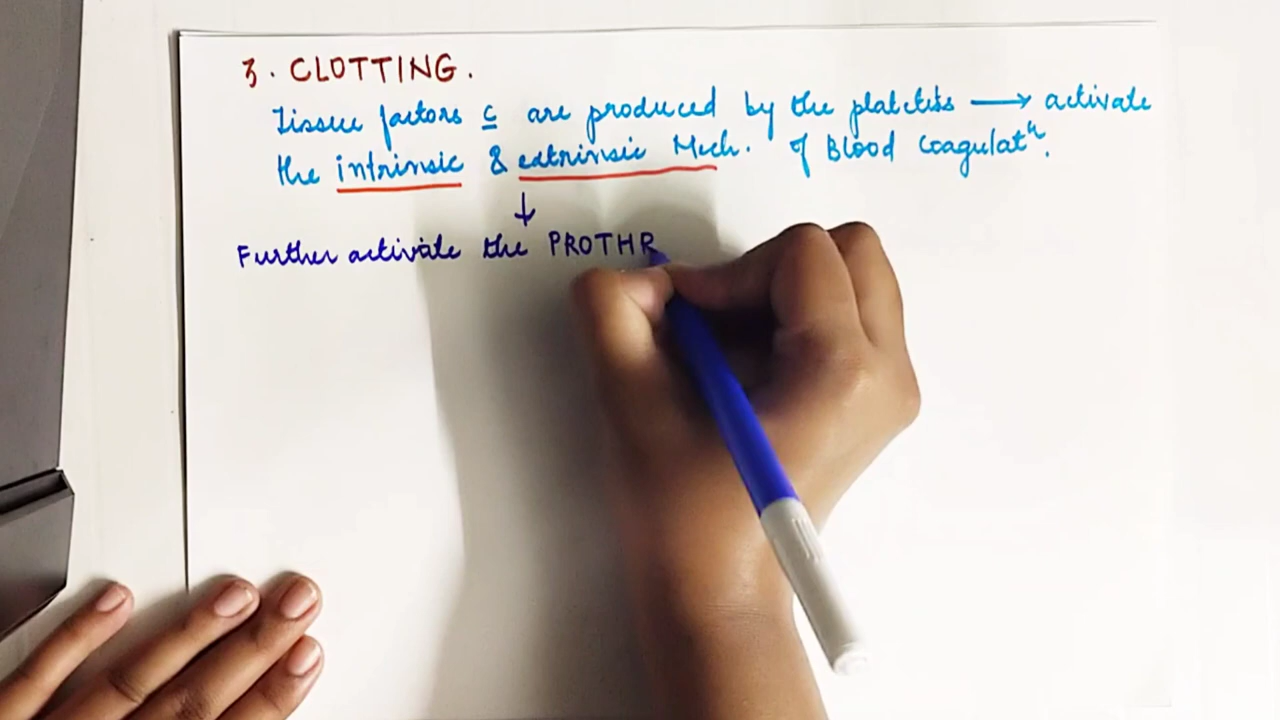 3. CLOTTING.
Tissue factors c are produced by the platelets → activate
the intrinsic & extrinsic Mech. of Blood Coagulatⁿ.
↓
Further activate the PROTHR